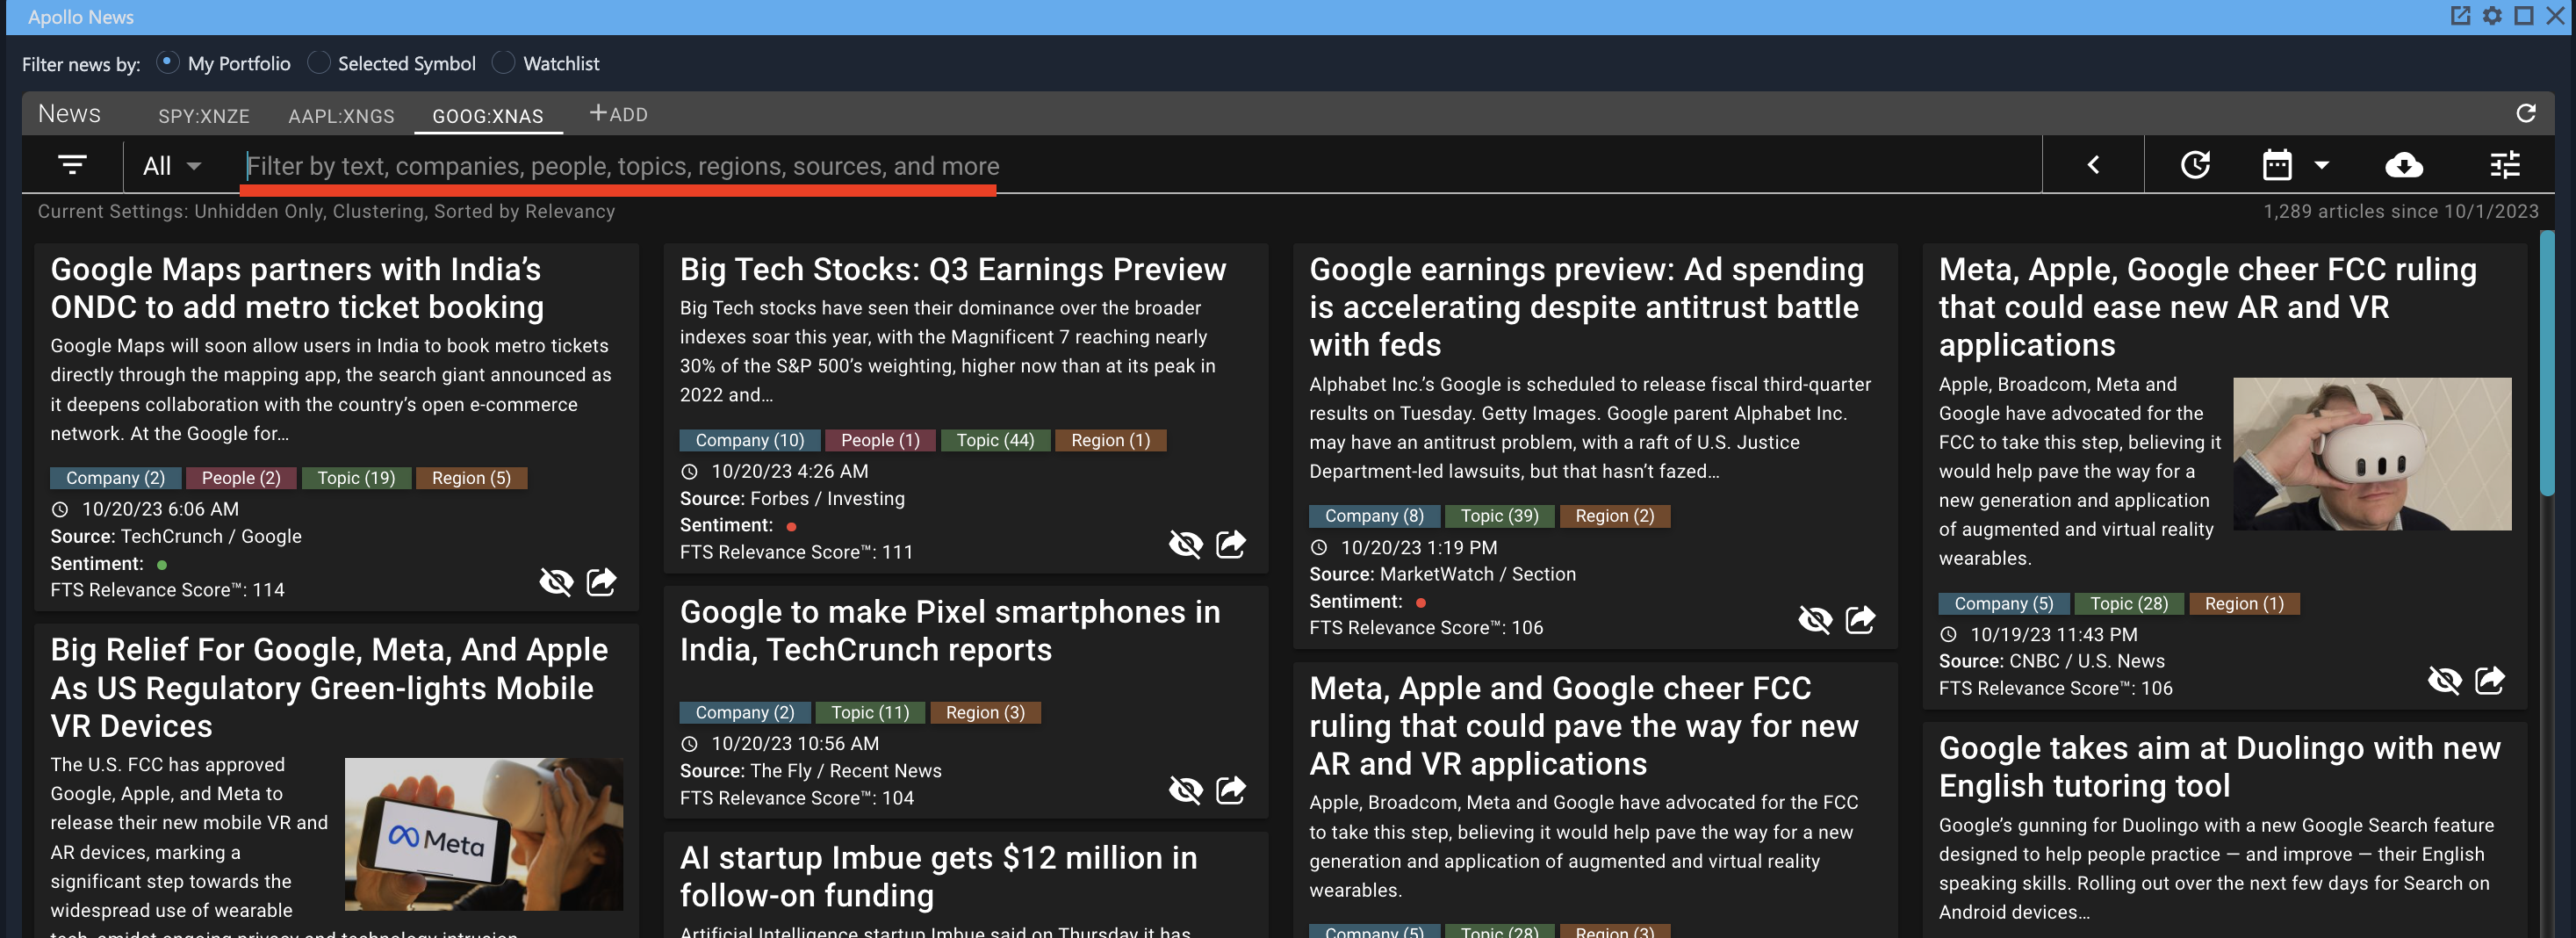 Apollo News
Filter news by: My Portfolio Selected Symbol Watchlist
News SPY:XNZE AAPL:XNGS GOOG:XNAS +ADD
All Filter by text, companies, people, topics, regions, sources, and more
Current Settings: Unhidden Only, Clustering, Sorted by Relevancy
1,289 articles since 10/1/2023
Google Maps partners with India’s
ONDC to add metro ticket booking
Google Maps will soon allow users in India to book metro tickets
directly through the mapping app, the search giant announced as
it deepens collaboration with the country’s open e-commerce
network. At the Google for…
Company (2) People (2) Topic (19) Region (5)
10/20/23 6:06 AM
Source: TechCrunch / Google
Sentiment:
FTS Relevance Score™: 114
Big Relief For Google, Meta, And Apple
As US Regulatory Green-lights Mobile
VR Devices
The U.S. FCC has approved
Google, Apple, and Meta to
release their new mobile VR and
AR devices, marking a
significant step towards the
widespread use of wearable
tech, amidst ongoing privacy and technology intrusion
Meta
Big Tech Stocks: Q3 Earnings Preview
Big Tech stocks have seen their dominance over the broader
indexes soar this year, with the Magnificent 7 reaching nearly
30% of the S&P 500’s weighting, higher now than at its peak in
2022 and…
Company (10) People (1) Topic (44) Region (1)
10/20/23 4:26 AM
Source: Forbes / Investing
Sentiment:
FTS Relevance Score™: 111
Google to make Pixel smartphones in
India, TechCrunch reports
Company (2) Topic (11) Region (3)
10/20/23 10:56 AM
Source: The Fly / Recent News
FTS Relevance Score™: 104
AI startup Imbue gets $12 million in
follow-on funding
Artificial Intelligence startup Imbue said on Thursday it has
Google earnings preview: Ad spending
is accelerating despite antitrust battle
with feds
Alphabet Inc.’s Google is scheduled to release fiscal third-quarter
results on Tuesday. Getty Images. Google parent Alphabet Inc.
may have an antitrust problem, with a raft of U.S. Justice
Department-led lawsuits, but that hasn’t fazed…
Company (8) Topic (39) Region (2)
10/20/23 1:19 PM
Source: MarketWatch / Section
Sentiment:
FTS Relevance Score™: 106
Meta, Apple and Google cheer FCC
ruling that could pave the way for new
AR and VR applications
Apple, Broadcom, Meta and Google have advocated for the FCC
to take this step, believing it would help pave the way for a new
generation and application of augmented and virtual reality
wearables.
Company (5) Topic (28) Region (3)
Meta, Apple, Google cheer FCC ruling
that could ease new AR and VR
applications
Apple, Broadcom, Meta and
Google have advocated for the
FCC to take this step, believing it
would help pave the way for a
new generation and application
of augmented and virtual reality
wearables.
Company (5) Topic (28) Region (1)
10/19/23 11:43 PM
Source: CNBC / U.S. News
FTS Relevance Score™: 106
Google takes aim at Duolingo with new
English tutoring tool
Google’s gunning for Duolingo with a new Google Search feature
designed to help people practice — and improve — their English
speaking skills. Rolling out over the next few days for Search on
Android devices…